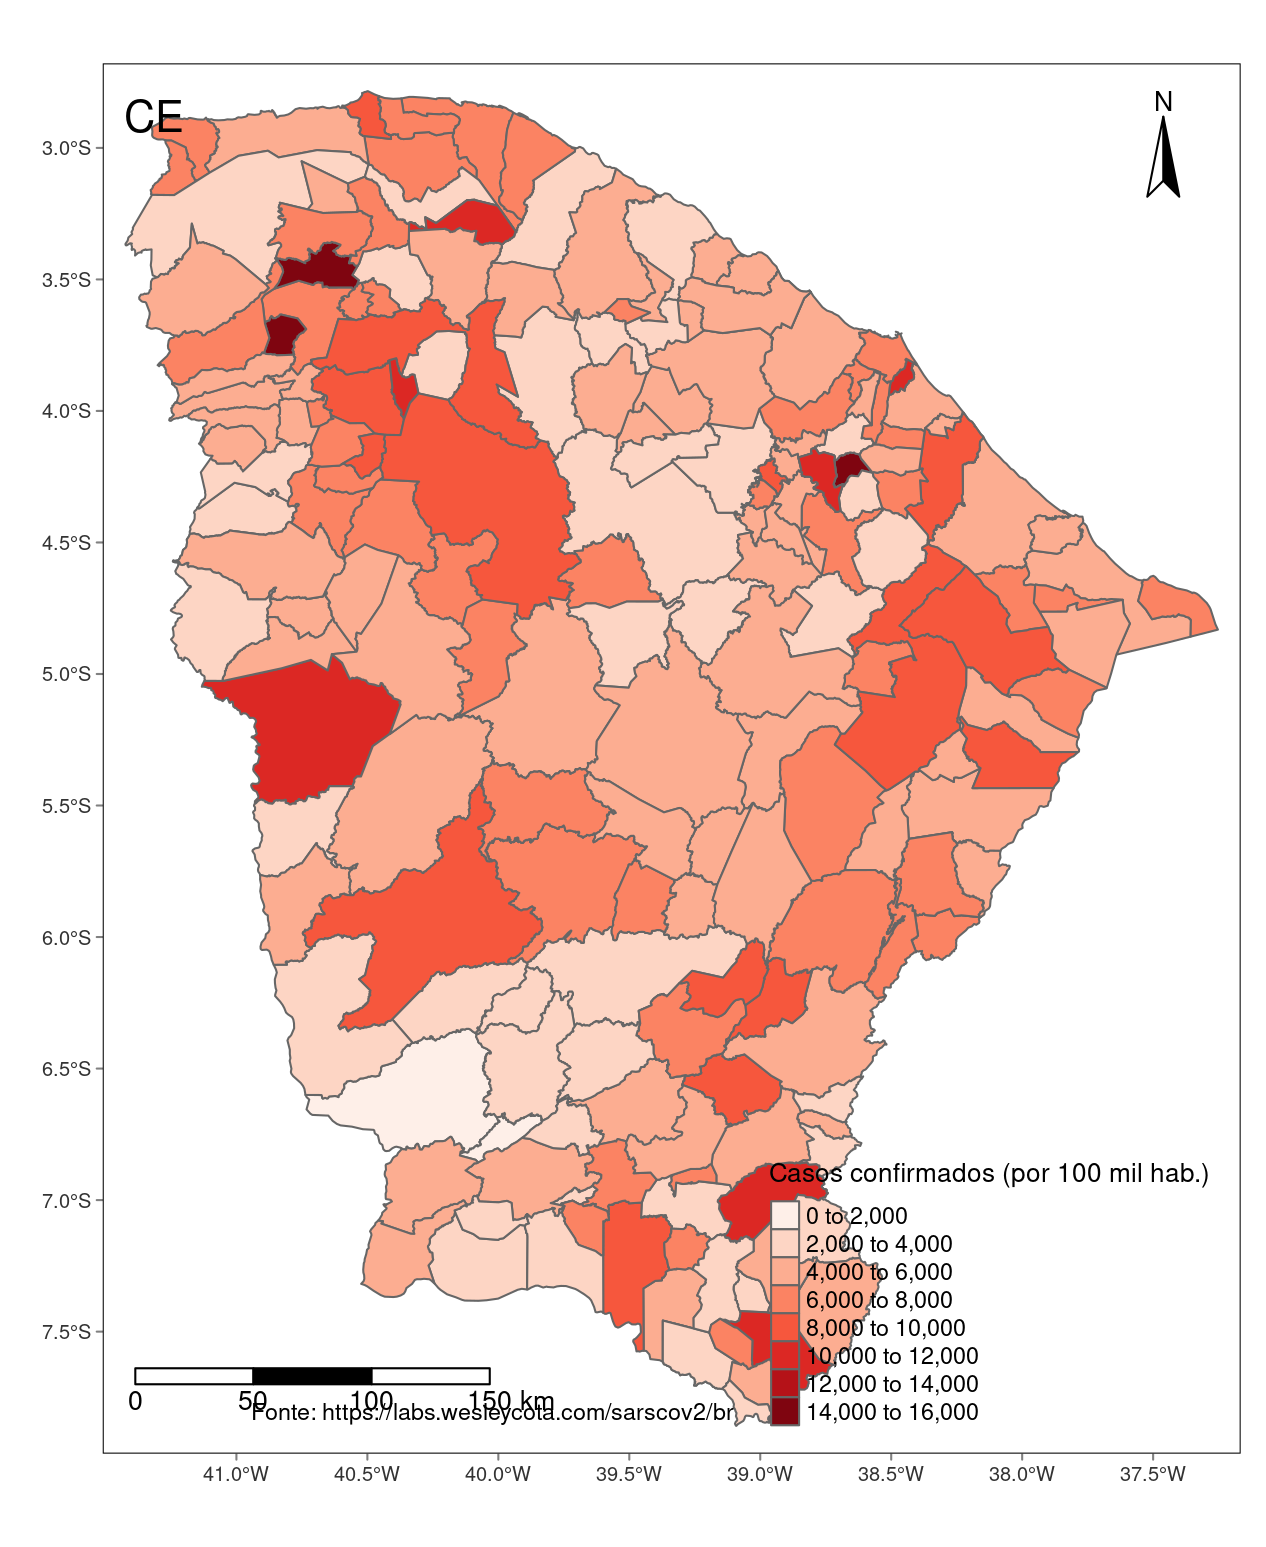 CE
N
3.0°S
3.5°S
4.0°S
4.5°S
5.0°S
5.5°S
6.0°S
6.5°S
7.0°S
7.5°S
Casos confirmados (por 100 mil hab.)
0 to 2,000
2,000 to 4,000
4,000 to 6,000
6,000 to 8,000
8,000 to 10,000
10,000 to 12,000
12,000 to 14,000
14,000 to 16,000
0 50 100 150 km
Fonte: https://labs.wesleycota.com/sarscov2/br
41.0°W 40.5°W 40.0°W 39.5°W 39.0°W 38.5°W 38.0°W 37.5°W